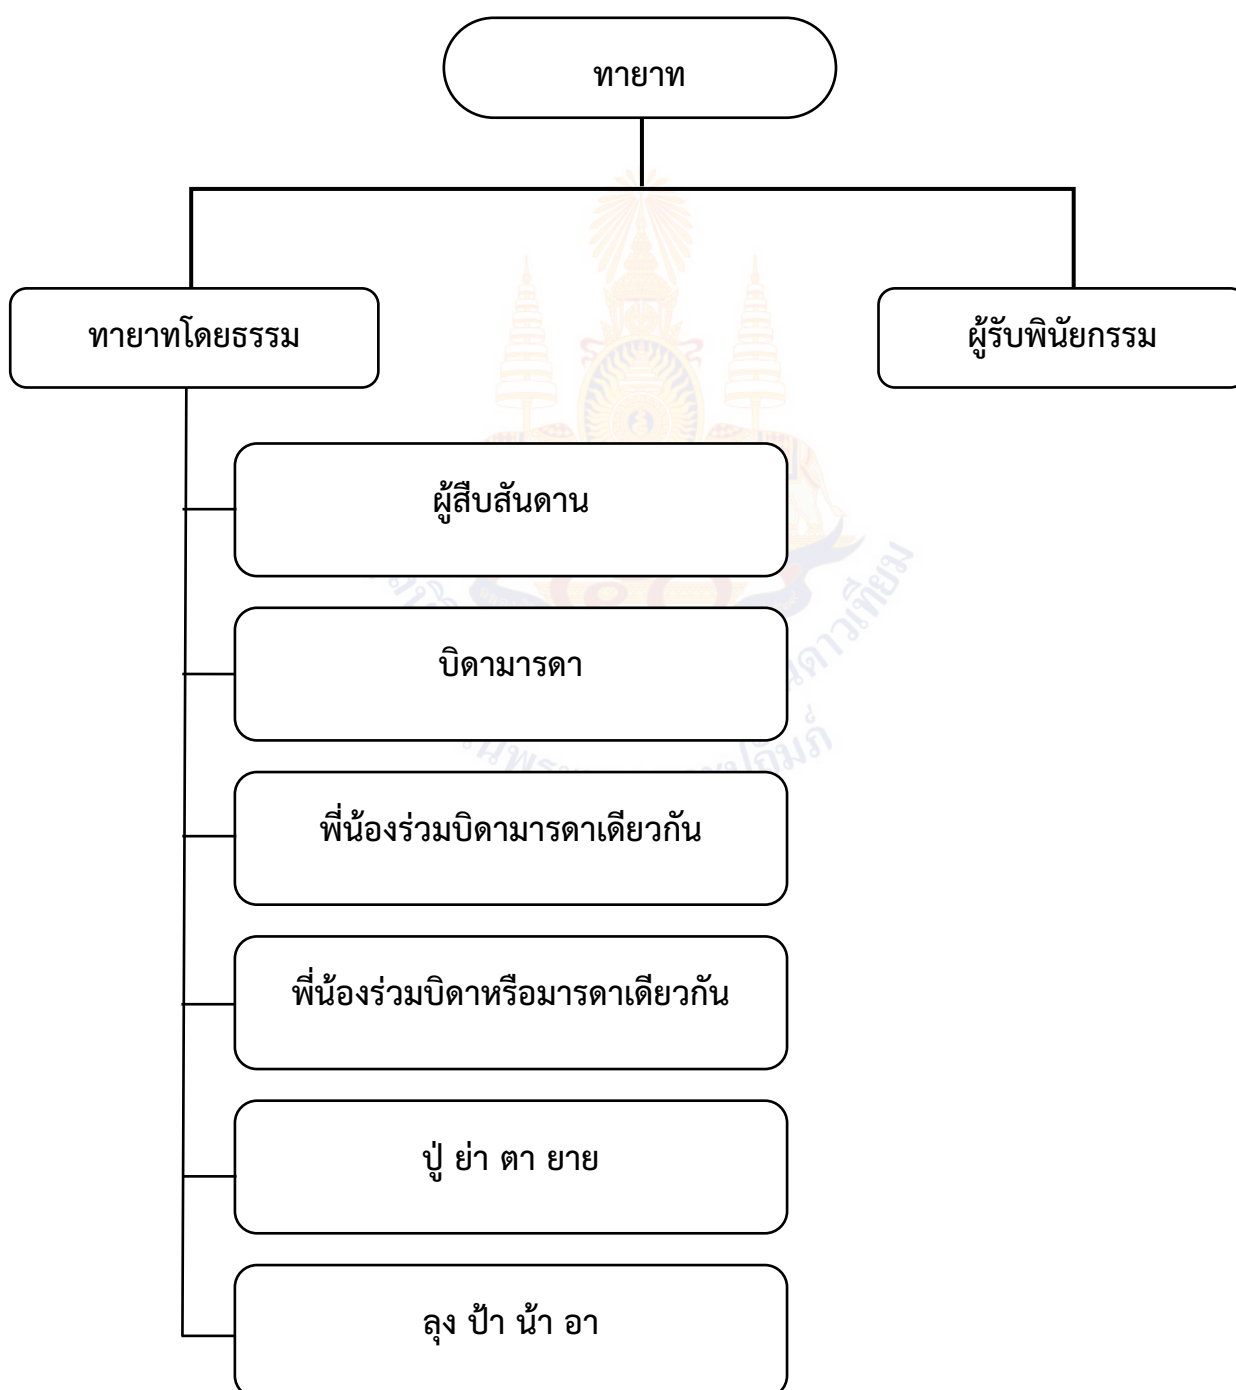 ทายาท
ทายาทโดยธรรม
ผู้รับพินัยกรรม
ผู้สืบสันดาน
บิดามารดา
พี่น้องร่วมบิดามารดาเดียวกัน
พี่น้องร่วมบิดาหรือมารดาเดียวกัน
ปู่ ย่า ตา ยาย
ลุง ป้า น้า อา